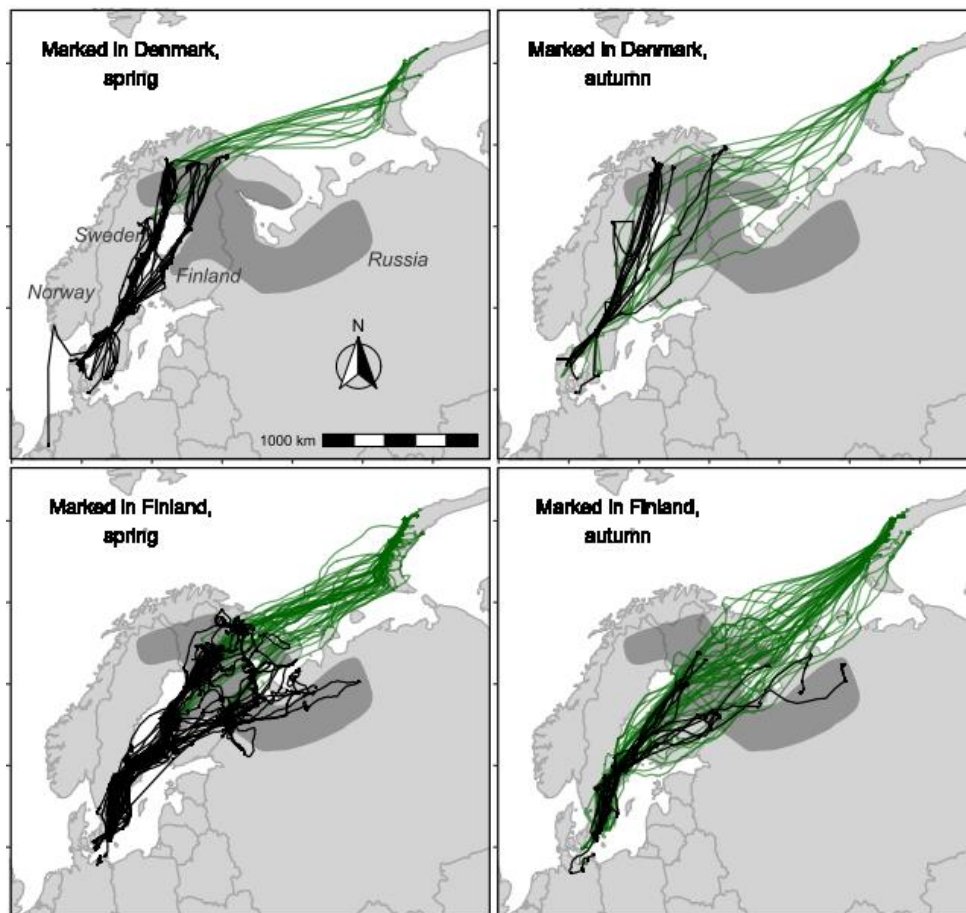 Marked in Denmark,
spring
Marked in Denmark,
autumn
Sweden
Finland
Russia
Norway
N
1000 km
Marked in Finland,
spring
Marked in Finland,
autumn